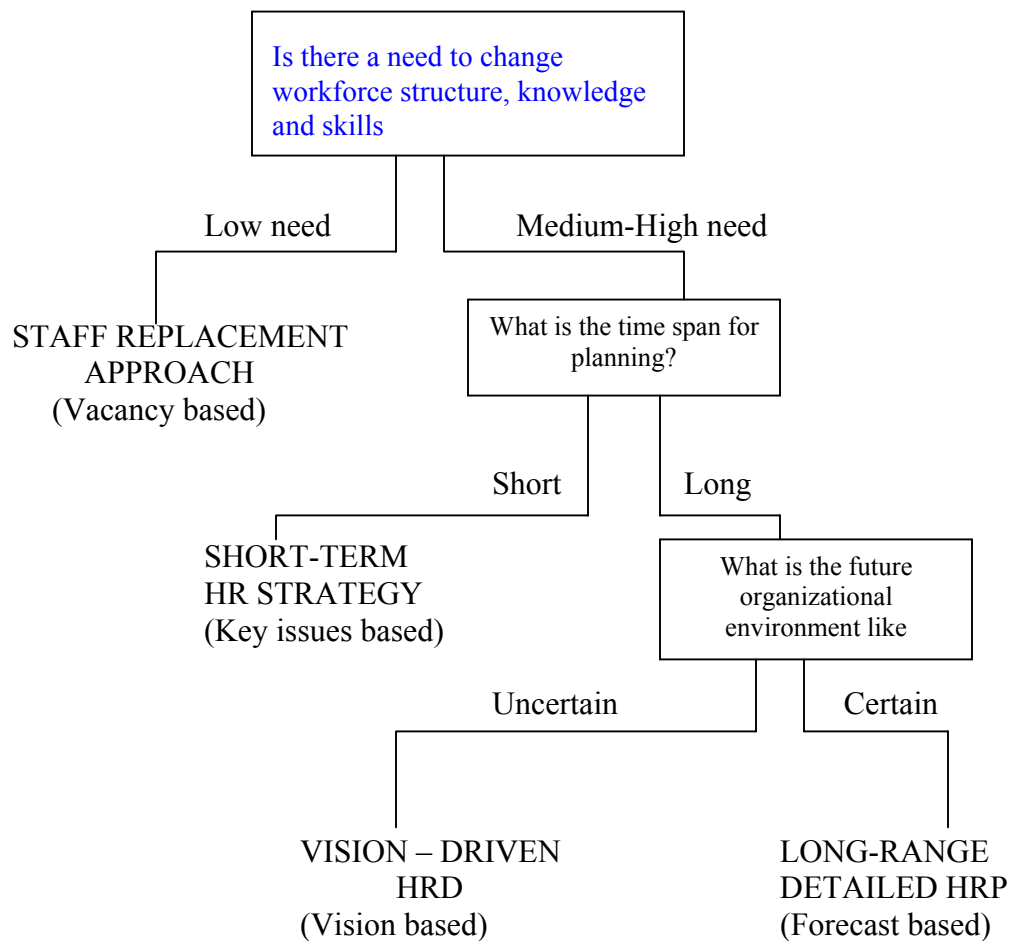 Is there a need to change
workforce structure, knowledge
and skills
Low need
Medium-High need
STAFF REPLACEMENT
APPROACH
(Vacancy based)
What is the time span for
planning?
Short
Long
SHORT-TERM
HR STRATEGY
(Key issues based)
What is the future
organizational
environment like
Uncertain
Certain
VISION – DRIVEN
HRD
(Vision based)
LONG-RANGE
DETAILED HRP
(Forecast based)